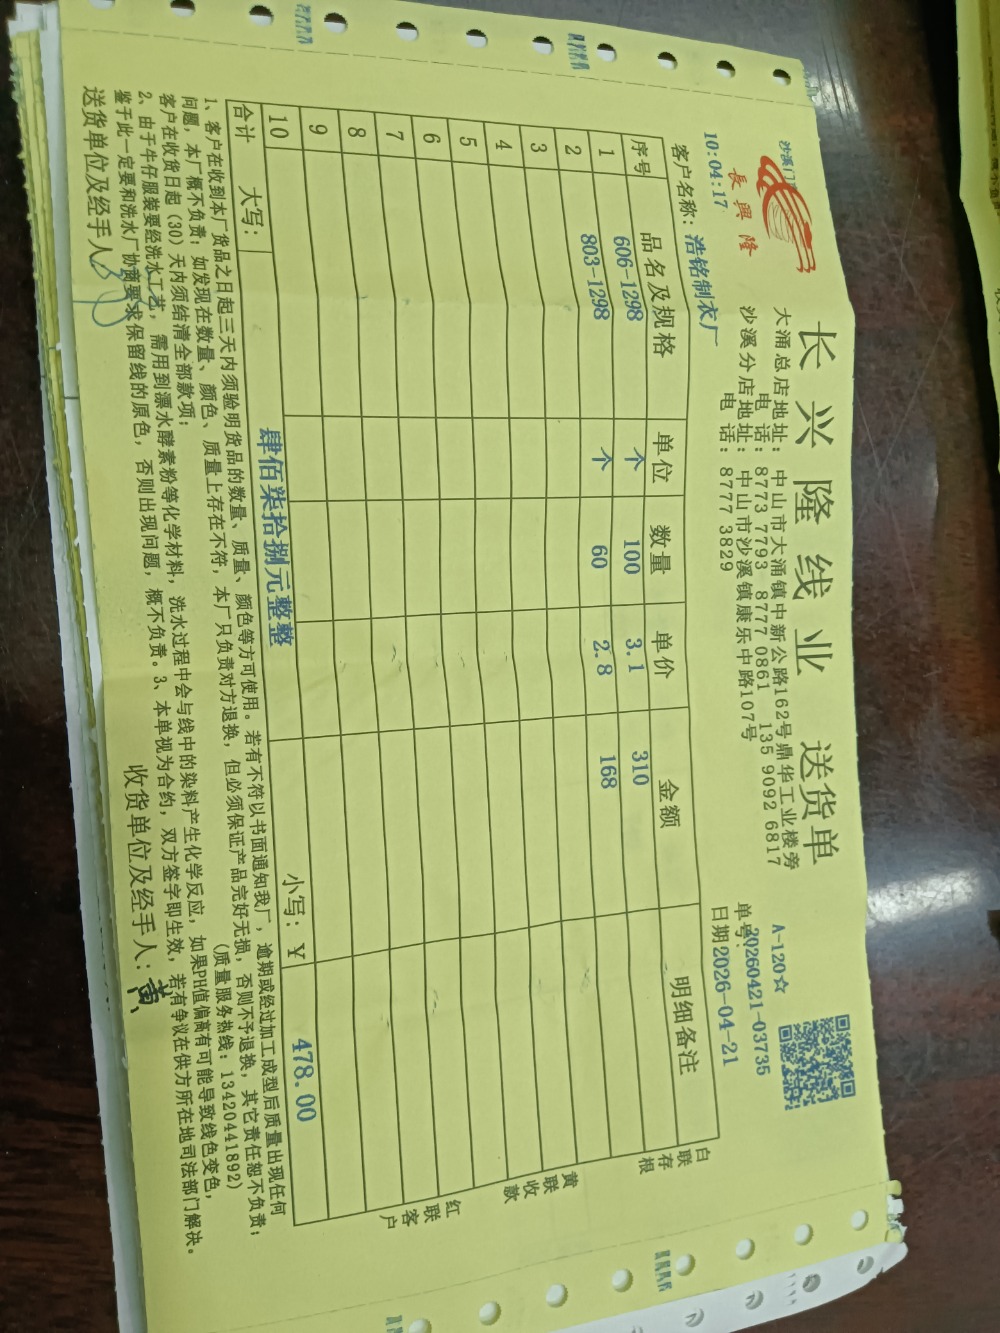 沙溪门
長興隆
长兴隆线业 送货单
大涌总店地址：中山市大涌镇中新公路162号鼎华工业楼旁
电话：8773 7793 8777 0861 135 9092 6817
沙溪分店地址：中山市沙溪镇康乐中路107号
电话：8777 3829
A-120☆
单号：20260421-03735
日期2026-04-21
10:04:17
客户名称：浩铭制衣厂
序号 品名及规格 单位 数量 单价 金额 明细备注
1 606-1298 个 100 3.1 310
2 803-1298 个 60 2.8 168
3
4
5
6
7
8
9
10
合计 大写：肆佰柒拾捌元整整 小写：￥ 478.00
白联存根
黄联收款
红联客户
1、客户在收到本厂货品之日起三天内须验明货品的数量、质量、颜色等方可使用。若有不符以书面通知我厂，逾期或经过加工成型后质量出现任何
问题，本厂概不负责；如发现在数量、颜色、质量上存在不符，本厂只负责对方退换，但必须保证产品完好无损，否则不予退换，其它责任恕不负责；
客户在收货日起（30）天内须结清全部款项； （质量服务热线：13420441892）
2、由于牛仔服装要经洗水工艺，需用到漂水酵素粉等化学材料，洗水过程中会与线中的染料产生化学反应，如果PH值偏离有可能导致线色变色，
鉴于此一定要和洗水厂协商要求保留线的原色，否则出现问题，概不负责。3、本单视为合约，双方签字即生效，若有争议在供方所在地司法部门解决。
送货单位及经手人： 收货单位及经手人：黄